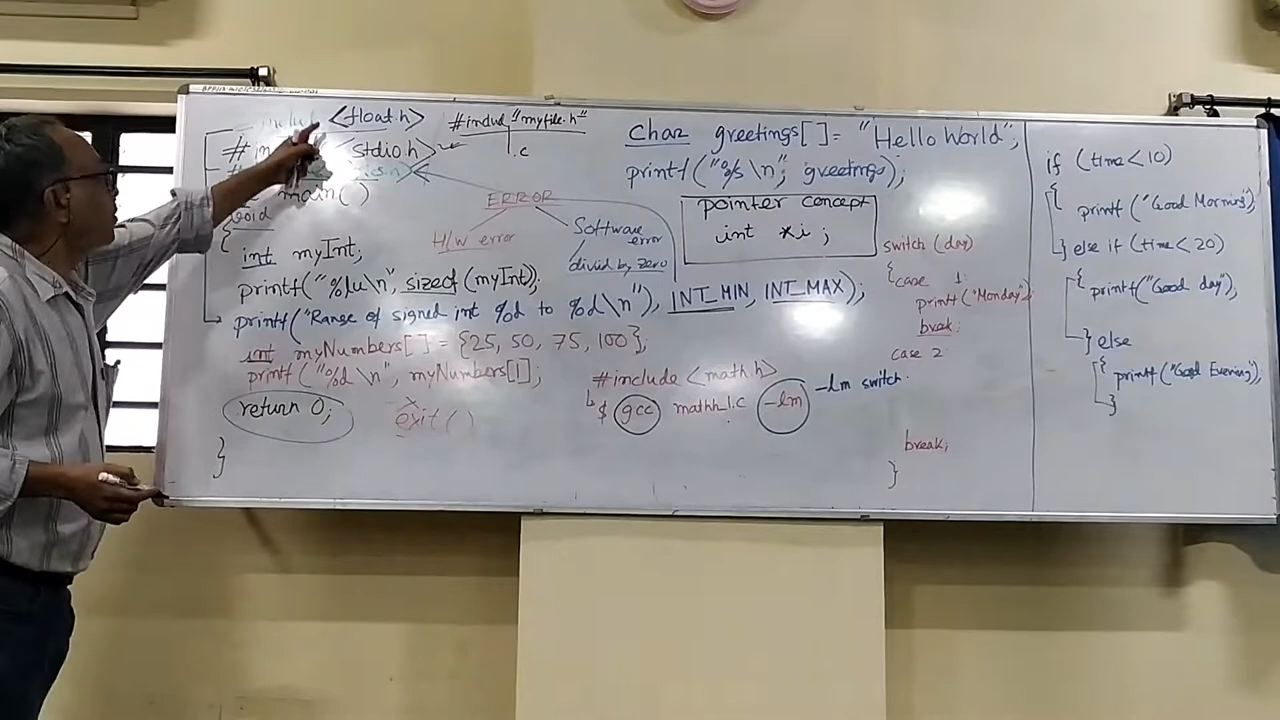 <float.h>
#includ "myfile.h"
.c
# in stdio.h>
main( )
void
{
int myInt;
printf("%lu\n", sizeof(myInt);
printf("Range of signed int %d to %d\n"), INT_MIN, INT_MAX);
int myNumbers[ ] = {25, 50, 75, 100};
printf("%d \n", myNumbers[1];
return 0;
exit( )
}
ERROR
H/w error
Software error
divid by zero
#include <math.h>
$ gcc mathh_1.c -lm
-lm switch
char greetings[ ] = "Hello World";
printf("%s \n", greetings);
pointer concept
int *i ;
switch (day)
{case 1:
printf("Monday");
break;
case 2
break;
}
if (time<10)
{
printf ("Good Morning");
} else if (time<20)
{ printf("Good day");
} else
{ printf("Good Evening");
}